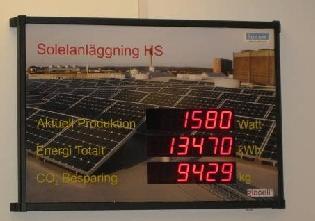 Solelanläggning HS
Aktuell Produktion 1580 Watt
Energi Totalt 13470 kWh
CO₂ Besparing 9429 kg